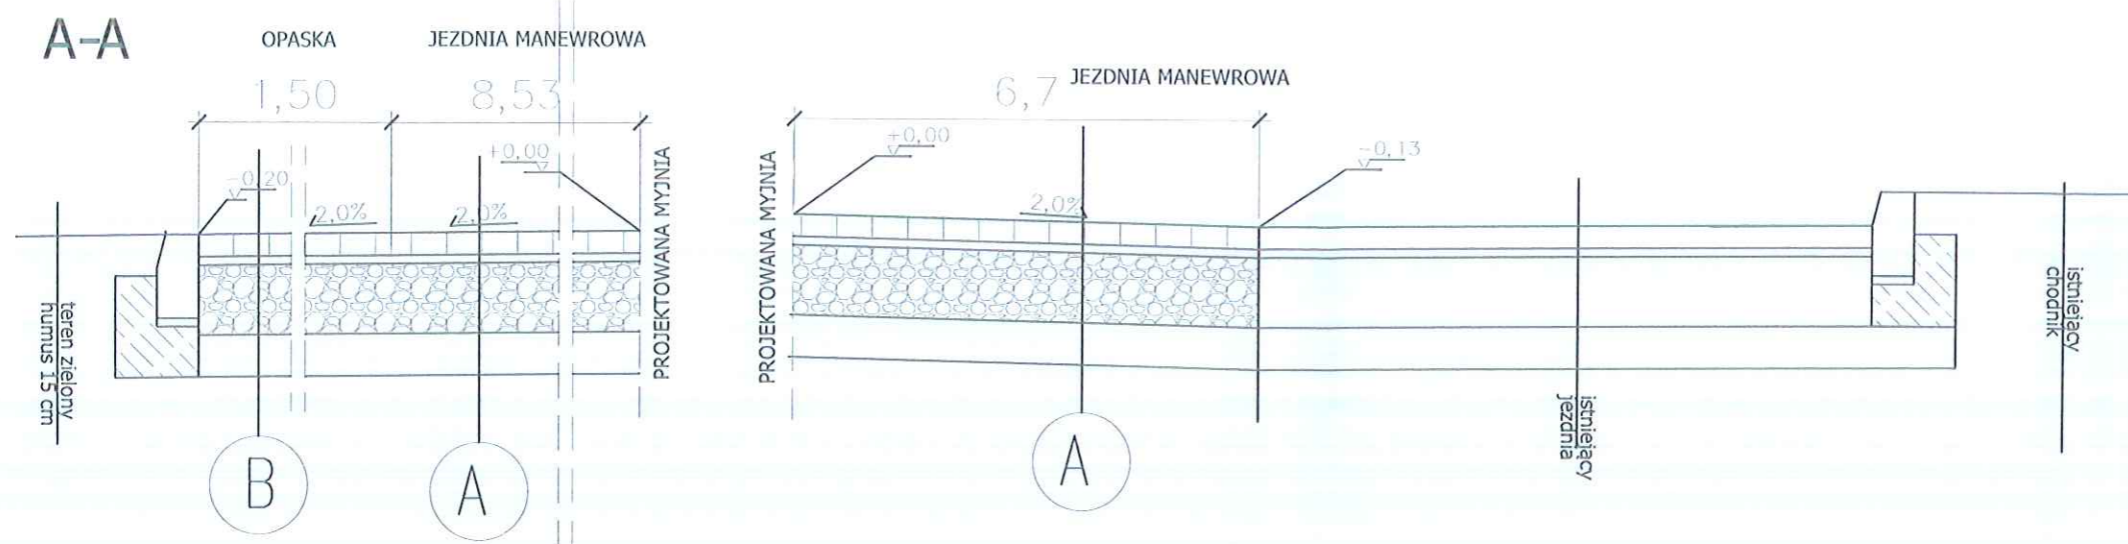 A-A
OPASKA
JEZDNIA MANEWROWA
1,50
8,53
JEZDNIA MANEWROWA
6,7
-0,20
+0,00
+0,00
-0,13
2,0%
2,0%
2,0%
PROJEKTOWANA MYJNIA
PROJEKTOWANA MYJNIA
teren zielony
humus 15 cm
istniejący
jezdnia
istniejący
chodnik
B
A
A